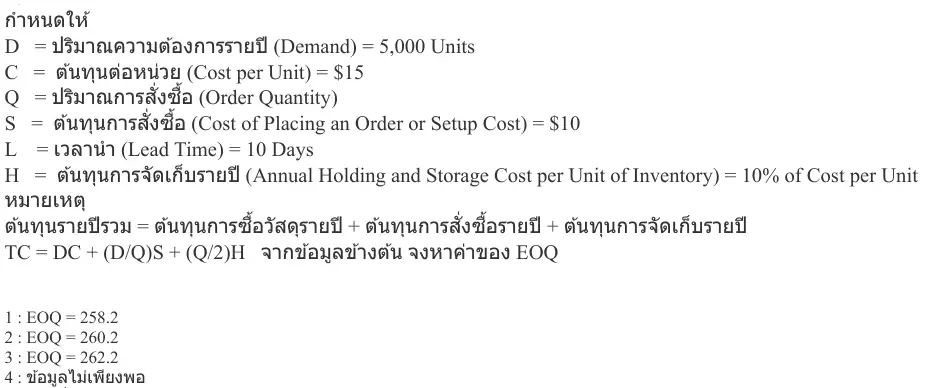 กำหนดให้
D = ปริมาณความต้องการรายปี (Demand) = 5,000 Units
C = ต้นทุนต่อหน่วย (Cost per Unit) = $15
Q = ปริมาณการสั่งซื้อ (Order Quantity)
S = ต้นทุนการสั่งซื้อ (Cost of Placing an Order or Setup Cost) = $10
L = เวลานำ (Lead Time) = 10 Days
H = ต้นทุนการจัดเก็บรายปี (Annual Holding and Storage Cost per Unit of Inventory) = 10% of Cost per Unit
หมายเหตุ
ต้นทุนรายปีรวม = ต้นทุนการซื้อวัสดุรายปี + ต้นทุนการสั่งซื้อรายปี + ต้นทุนการจัดเก็บรายปี
TC = DC + (D/Q)S + (Q/2)H จากข้อมูลข้างต้น จงหาค่าของ EOQ
1 : EOQ = 258.2
2 : EOQ = 260.2
3 : EOQ = 262.2
4 : ข้อมูลไม่เพียงพอ